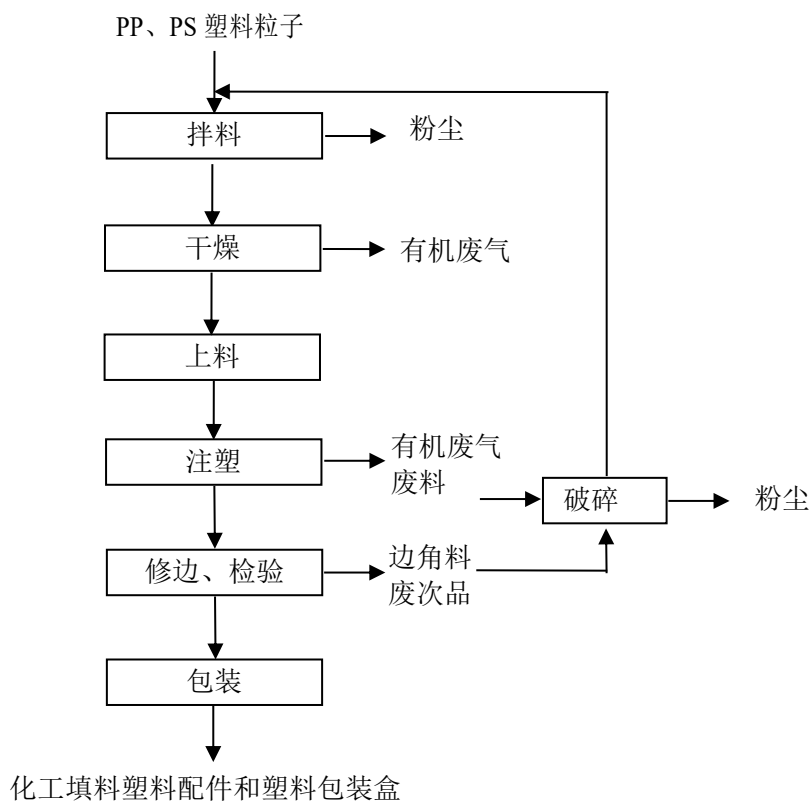 PP、PS 塑料粒子
拌料
粉尘
干燥
有机废气
上料
注塑
有机废气
废料
破碎
粉尘
修边、检验
边角料
废次品
包装
化工填料塑料配件和塑料包装盒